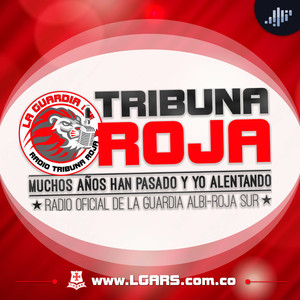 LA GUARDIA
RADIO TRIBUNA ROJA
TRIBUNA
ROJA
MUCHOS AÑOS HAN PASADO Y YO ALENTANDO
★ RADIO OFICIAL DE LA GUARDIA ALBI-ROJA SUR ★
www.LGARS.com.co